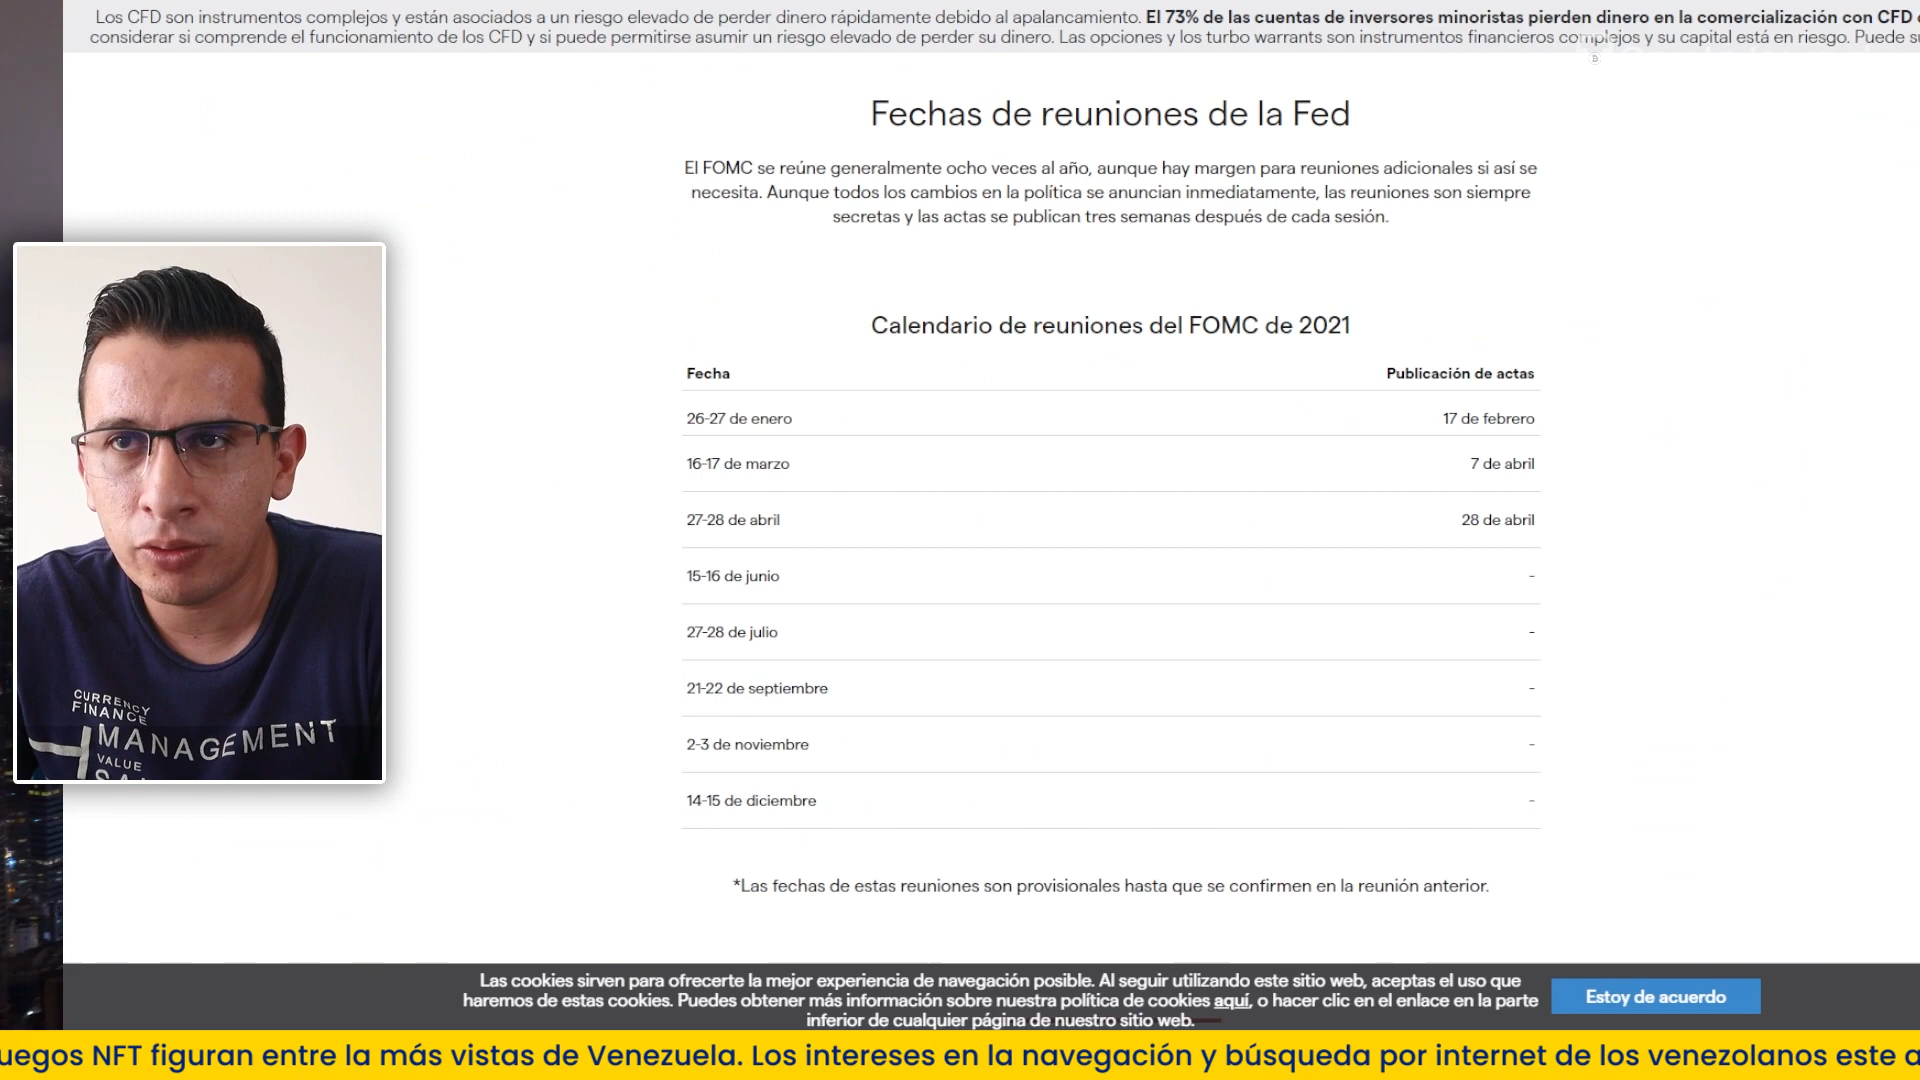 Los CFD son instrumentos complejos y están asociados a un riesgo elevado de perder dinero rápidamente debido al apalancamiento. El 73% de las cuentas de inversores minoristas pierden dinero en la comercialización con CFD
considerar si comprende el funcionamiento de los CFD y si puede permitirse asumir un riesgo elevado de perder su dinero. Las opciones y los turbo warrants son instrumentos financieros complejos y su capital está en riesgo. Puede
Fechas de reuniones de la Fed
El FOMC se reúne generalmente ocho veces al año, aunque hay margen para reuniones adicionales si así se
necesita. Aunque todos los cambios en la política se anuncian inmediatamente, las reuniones son siempre
secretas y las actas se publican tres semanas después de cada sesión.
Calendario de reuniones del FOMC de 2021
Fecha Publicación de actas
26-27 de enero 17 de febrero
16-17 de marzo 7 de abril
27-28 de abril 28 de abril
15-16 de junio -
27-28 de julio -
21-22 de septiembre -
2-3 de noviembre -
14-15 de diciembre -
*Las fechas de estas reuniones son provisionales hasta que se confirmen en la reunión anterior.
CURRENCY
FINANCE
MANAGEMENT
VALUE
Las cookies sirven para ofrecerte la mejor experiencia de navegación posible. Al seguir utilizando este sitio web, aceptas el uso que
haremos de estas cookies. Puedes obtener más información sobre nuestra política de cookies aquí, o hacer clic en el enlace en la parte
inferior de cualquier página de nuestro sitio web.
Estoy de acuerdo
uegos NFT figuran entre la más vistas de Venezuela. Los intereses en la navegación y búsqueda por internet de los venezolanos este a